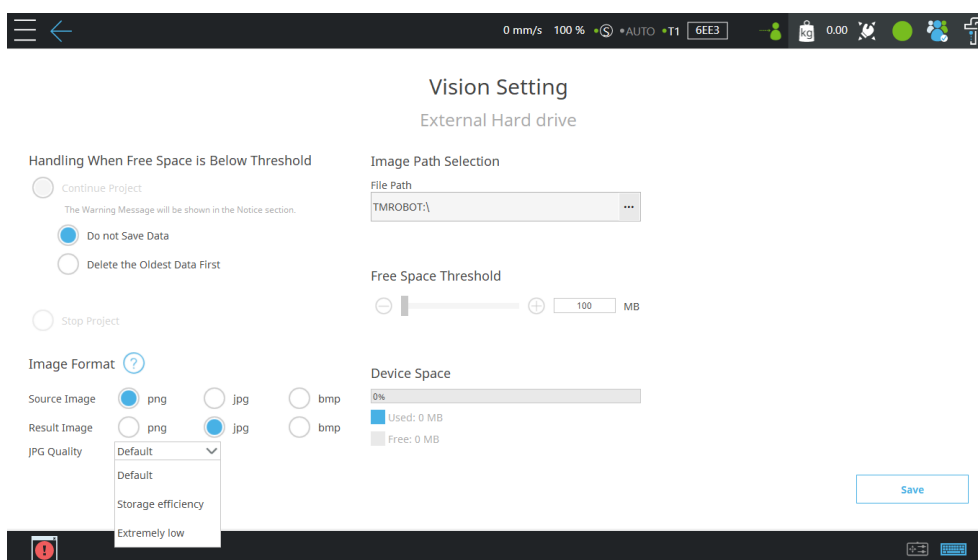 0 mm/s 100 % S AUTO T1 6EE3 kg 0.00
Vision Setting
External Hard drive
Handling When Free Space is Below Threshold
Continue Project
The Warning Message will be shown in the Notice section.
Do not Save Data
Delete the Oldest Data First
Stop Project
Image Format ?
Source Image png jpg bmp
Result Image png jpg bmp
JPG Quality Default
Default
Storage efficiency
Extremely low
Image Path Selection
File Path
TMROBOT:\ ...
Free Space Threshold
100 MB
Device Space
0%
Used: 0 MB
Free: 0 MB
Save